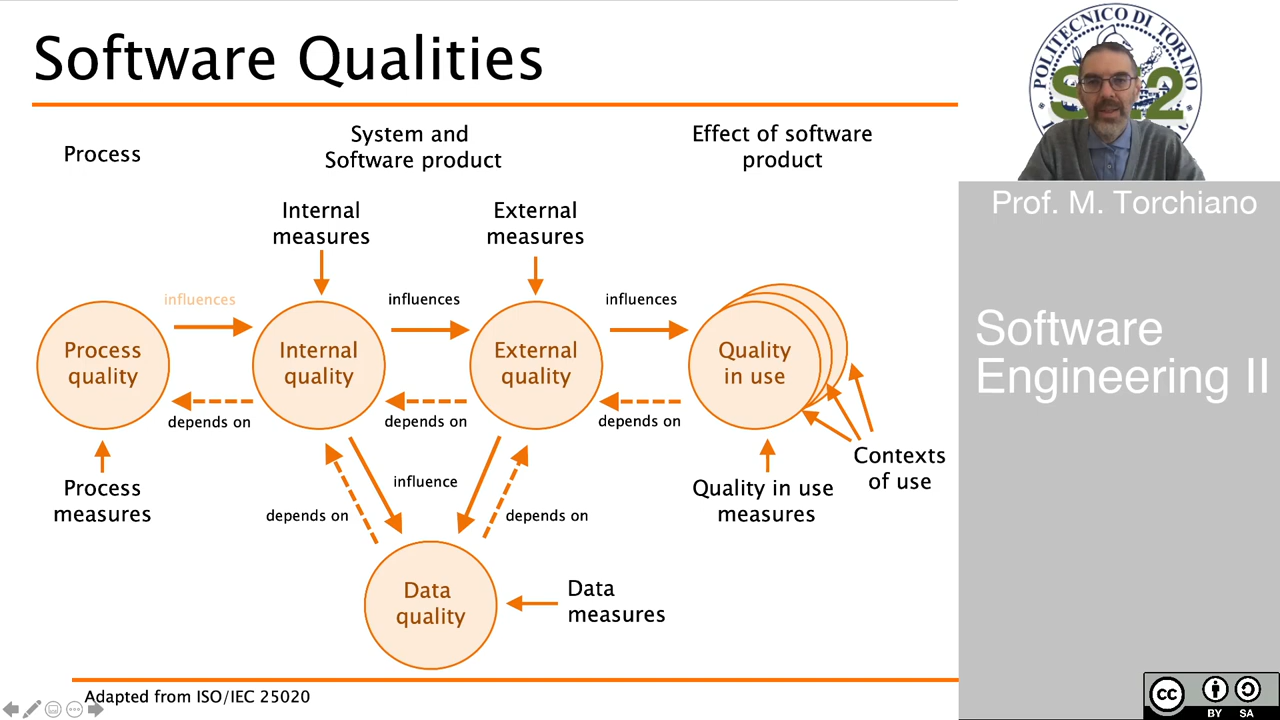 Software Qualities
Process
System and
Software product
Effect of software
product
Internal
measures
External
measures
influences
influences
influences
Process
quality
Internal
quality
External
quality
Quality
in use
depends on
depends on
depends on
Process
measures
influence
depends on
depends on
Quality in use
measures
Contexts
of use
Data
quality
Data
measures
Adapted from ISO/IEC 25020
POLITECNICO DI TORINO
Prof. M. Torchiano
Software
Engineering II
CC
BY SA